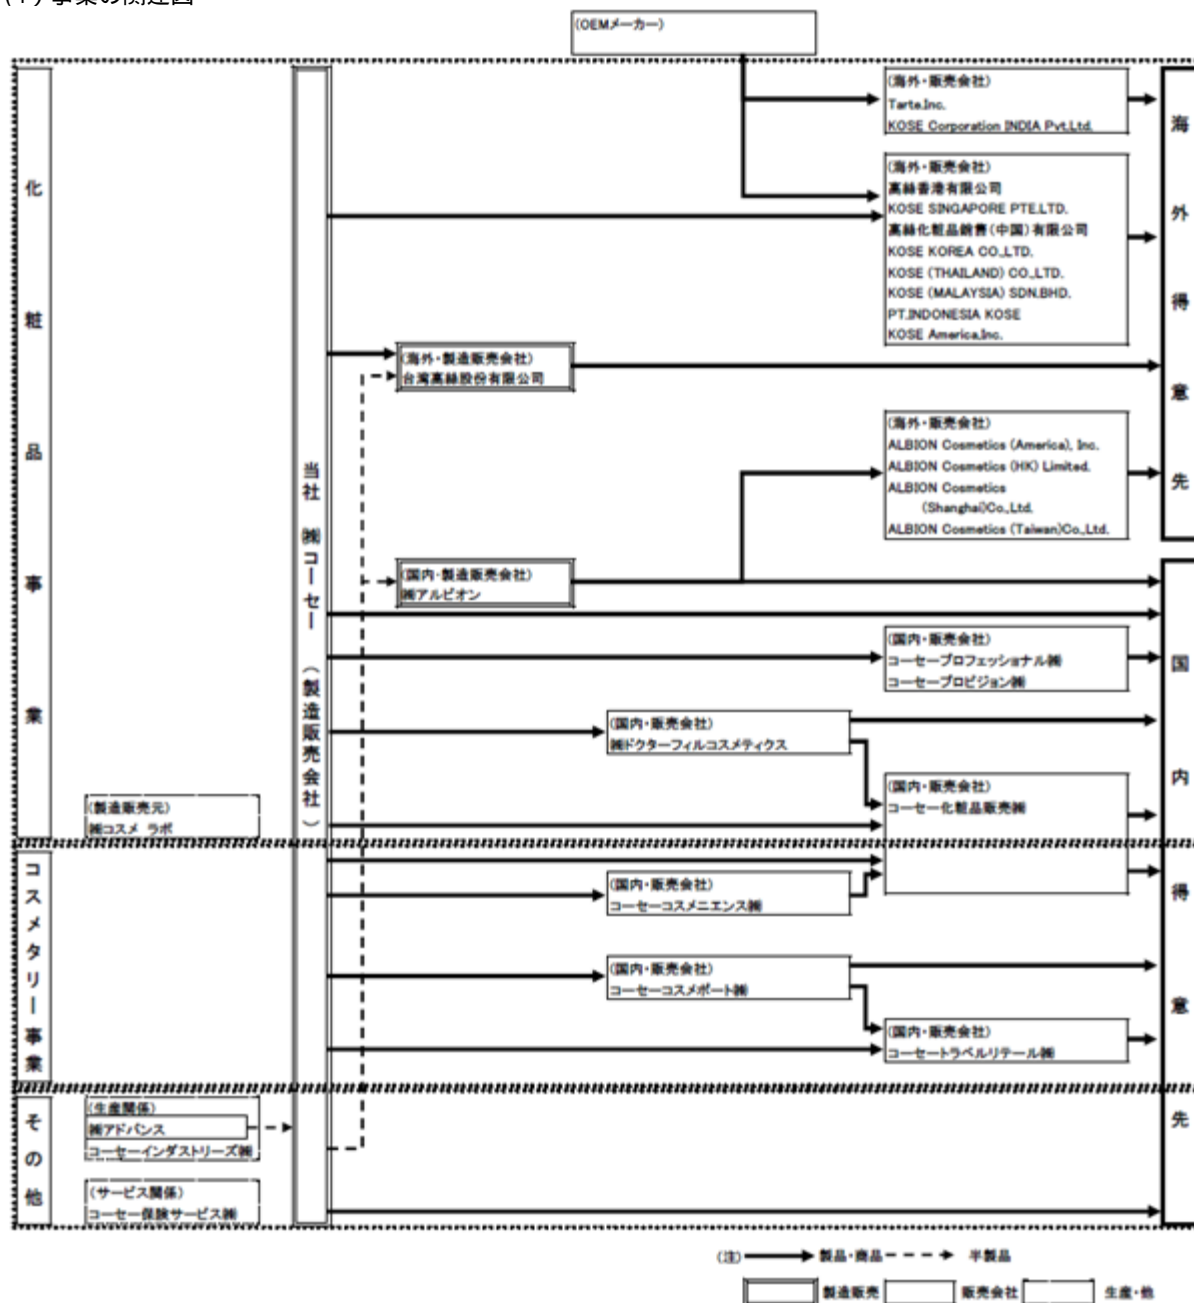 (1) 事業の関連図
(OEMメーカー)
化粧品事業
コスメタリー事業
その他
(製造販売元)
㈱コスメ ラボ
(生産関係)
㈱アドバンス
コーセーインダストリーズ㈱
(サービス関係)
コーセー保険サービス㈱
当社 ㈱コーセー (製造販売会社)
(海外・製造販売会社)
台湾高絲股份有限公司
(国内・製造販売会社)
㈱アルビオン
(国内・販売会社)
㈱ドクターフィルコスメティクス
(国内・販売会社)
コーセーコスメニエンス㈱
(国内・販売会社)
コーセーコスメポート㈱
(海外・販売会社)
Tarte,Inc.
KOSE Corporation INDIA Pvt.Ltd.
(海外・販売会社)
高絲香港有限公司
KOSE SINGAPORE PTE.LTD.
高絲化粧品銷售(中国)有限公司
KOSE KOREA CO.,LTD.
KOSE (THAILAND) CO.,LTD.
KOSE (MALAYSIA) SDN.BHD.
PT.INDONESIA KOSE
KOSE America,Inc.
(海外・販売会社)
ALBION Cosmetics (America), Inc.
ALBION Cosmetics (HK) Limited.
ALBION Cosmetics
(Shanghai)Co.,Ltd.
ALBION Cosmetics (Taiwan)Co.,Ltd.
(国内・販売会社)
コーセープロフェッショナル㈱
コーセープロビジョン㈱
(国内・販売会社)
コーセー化粧品販売㈱
(国内・販売会社)
コーセートラベルリテール㈱
海外得意先
国内得意先
(注) 製品・商品 半製品
製造販売 販売会社 生産・他